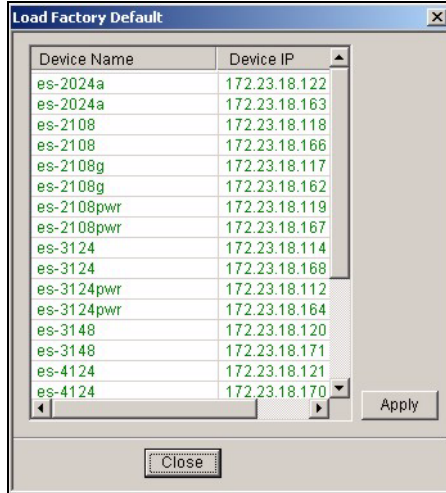 Load Factory Default
Device Name Device IP
es-2024a 172.23.18.122
es-2024a 172.23.18.163
es-2108 172.23.18.118
es-2108 172.23.18.166
es-2108g 172.23.18.117
es-2108g 172.23.18.162
es-2108pwr 172.23.18.119
es-2108pwr 172.23.18.167
es-3124 172.23.18.114
es-3124 172.23.18.168
es-3124pwr 172.23.18.112
es-3124pwr 172.23.18.164
es-3148 172.23.18.120
es-3148 172.23.18.171
es-4124 172.23.18.121
es-4124 172.23.18.170
Apply
Close